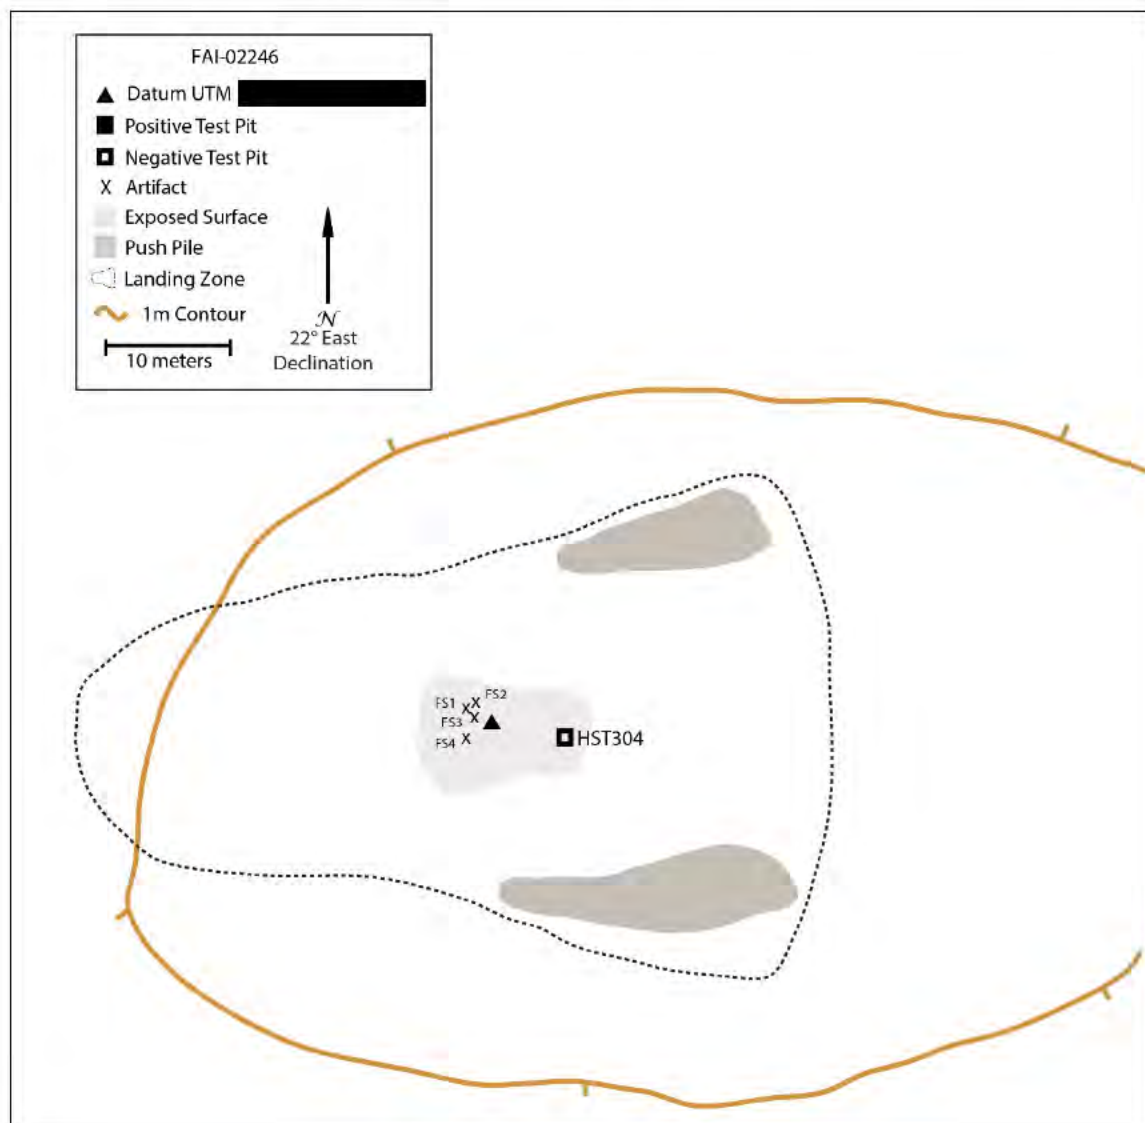 FAI-02246
Datum UTM
Positive Test Pit
Negative Test Pit
X Artifact
Exposed Surface
Push Pile
Landing Zone
1m Contour
10 meters
N
22° East
Declination
FS1
X
X
FS2
FS3
X
FS4
X
HST304